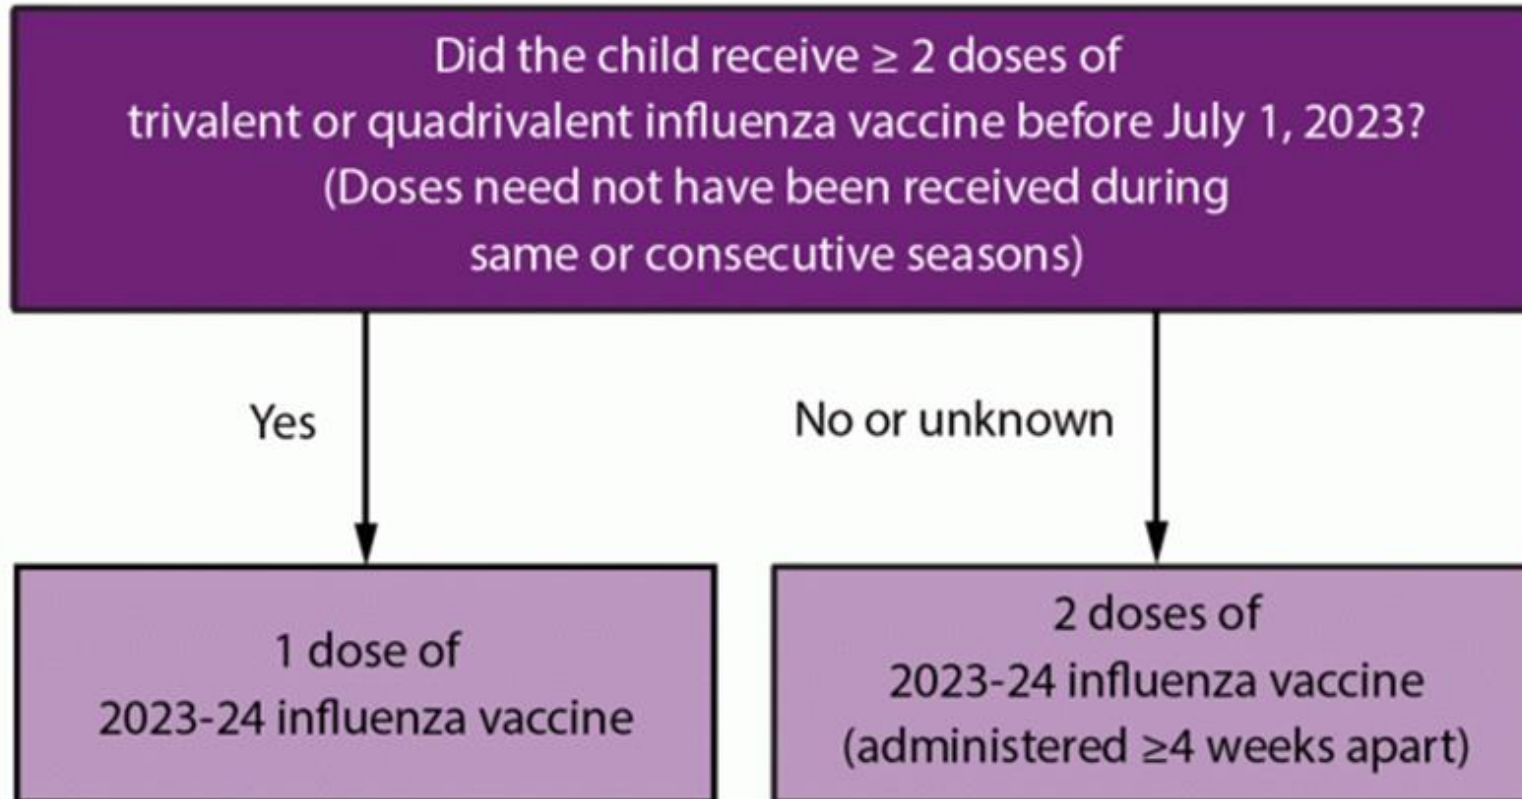 Did the child receive ≥ 2 doses of
trivalent or quadrivalent influenza vaccine before July 1, 2023?
(Doses need not have been received during
same or consecutive seasons)
Yes
No or unknown
1 dose of
2023-24 influenza vaccine
2 doses of
2023-24 influenza vaccine
(administered ≥4 weeks apart)